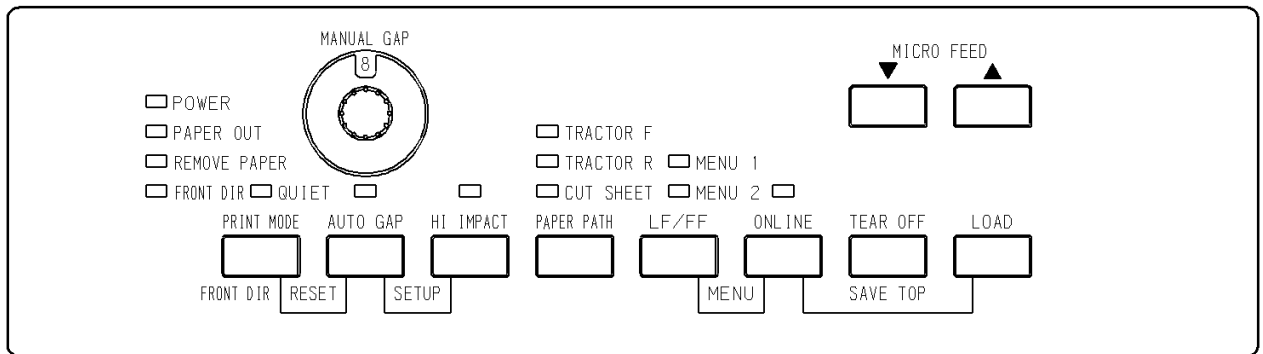 MANUAL GAP
8
MICRO FEED
POWER
PAPER OUT
TRACTOR F
REMOVE PAPER
TRACTOR R
MENU 1
FRONT DIR
QUIET
CUT SHEET
MENU 2
PRINT MODE
AUTO GAP
HI IMPACT
PAPER PATH
LF/FF
ONLINE
TEAR OFF
LOAD
FRONT DIR
RESET
SETUP
MENU
SAVE TOP